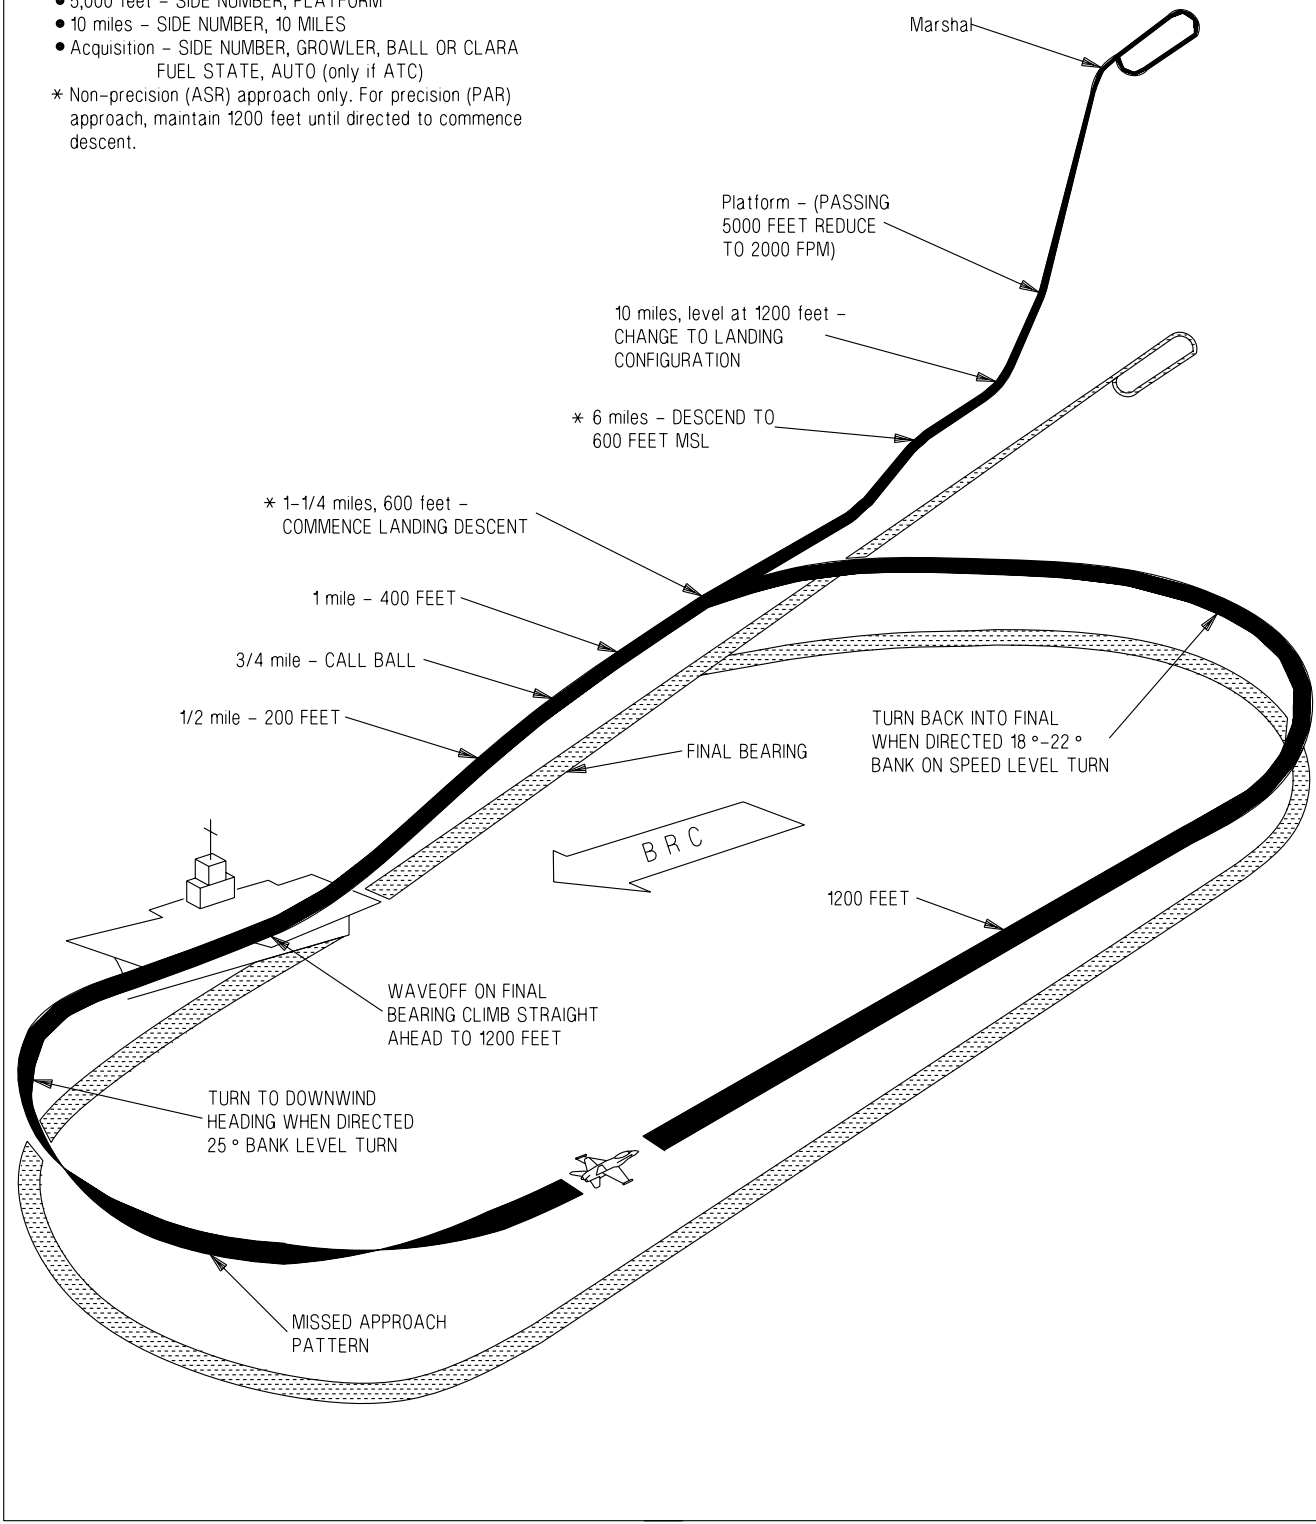 • 5,000 feet – SIDE NUMBER, PLATFORM
• 10 miles – SIDE NUMBER, 10 MILES
• Acquisition – SIDE NUMBER, GROWLER, BALL OR CLARA
FUEL STATE, AUTO (only if ATC)
* Non-precision (ASR) approach only. For precision (PAR)
approach, maintain 1200 feet until directed to commence
descent.
Marshal
Platform – (PASSING
5000 FEET REDUCE
TO 2000 FPM)
10 miles, level at 1200 feet –
CHANGE TO LANDING
CONFIGURATION
* 6 miles – DESCEND TO
600 FEET MSL
* 1-1/4 miles, 600 feet –
COMMENCE LANDING DESCENT
1 mile – 400 FEET
3/4 mile – CALL BALL
1/2 mile – 200 FEET
FINAL BEARING
TURN BACK INTO FINAL
WHEN DIRECTED 18°-22°
BANK ON SPEED LEVEL TURN
BRC
1200 FEET
WAVEOFF ON FINAL
BEARING CLIMB STRAIGHT
AHEAD TO 1200 FEET
TURN TO DOWNWIND
HEADING WHEN DIRECTED
25° BANK LEVEL TURN
MISSED APPROACH
PATTERN